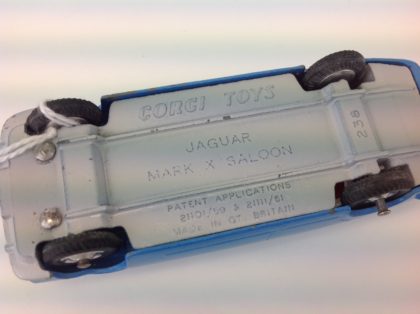 CORGI TOYS
JAGUAR
MARK X SALOON
238
PATENT APPLICATIONS
21101/59 & 21111/61
MADE IN GT. BRITAIN